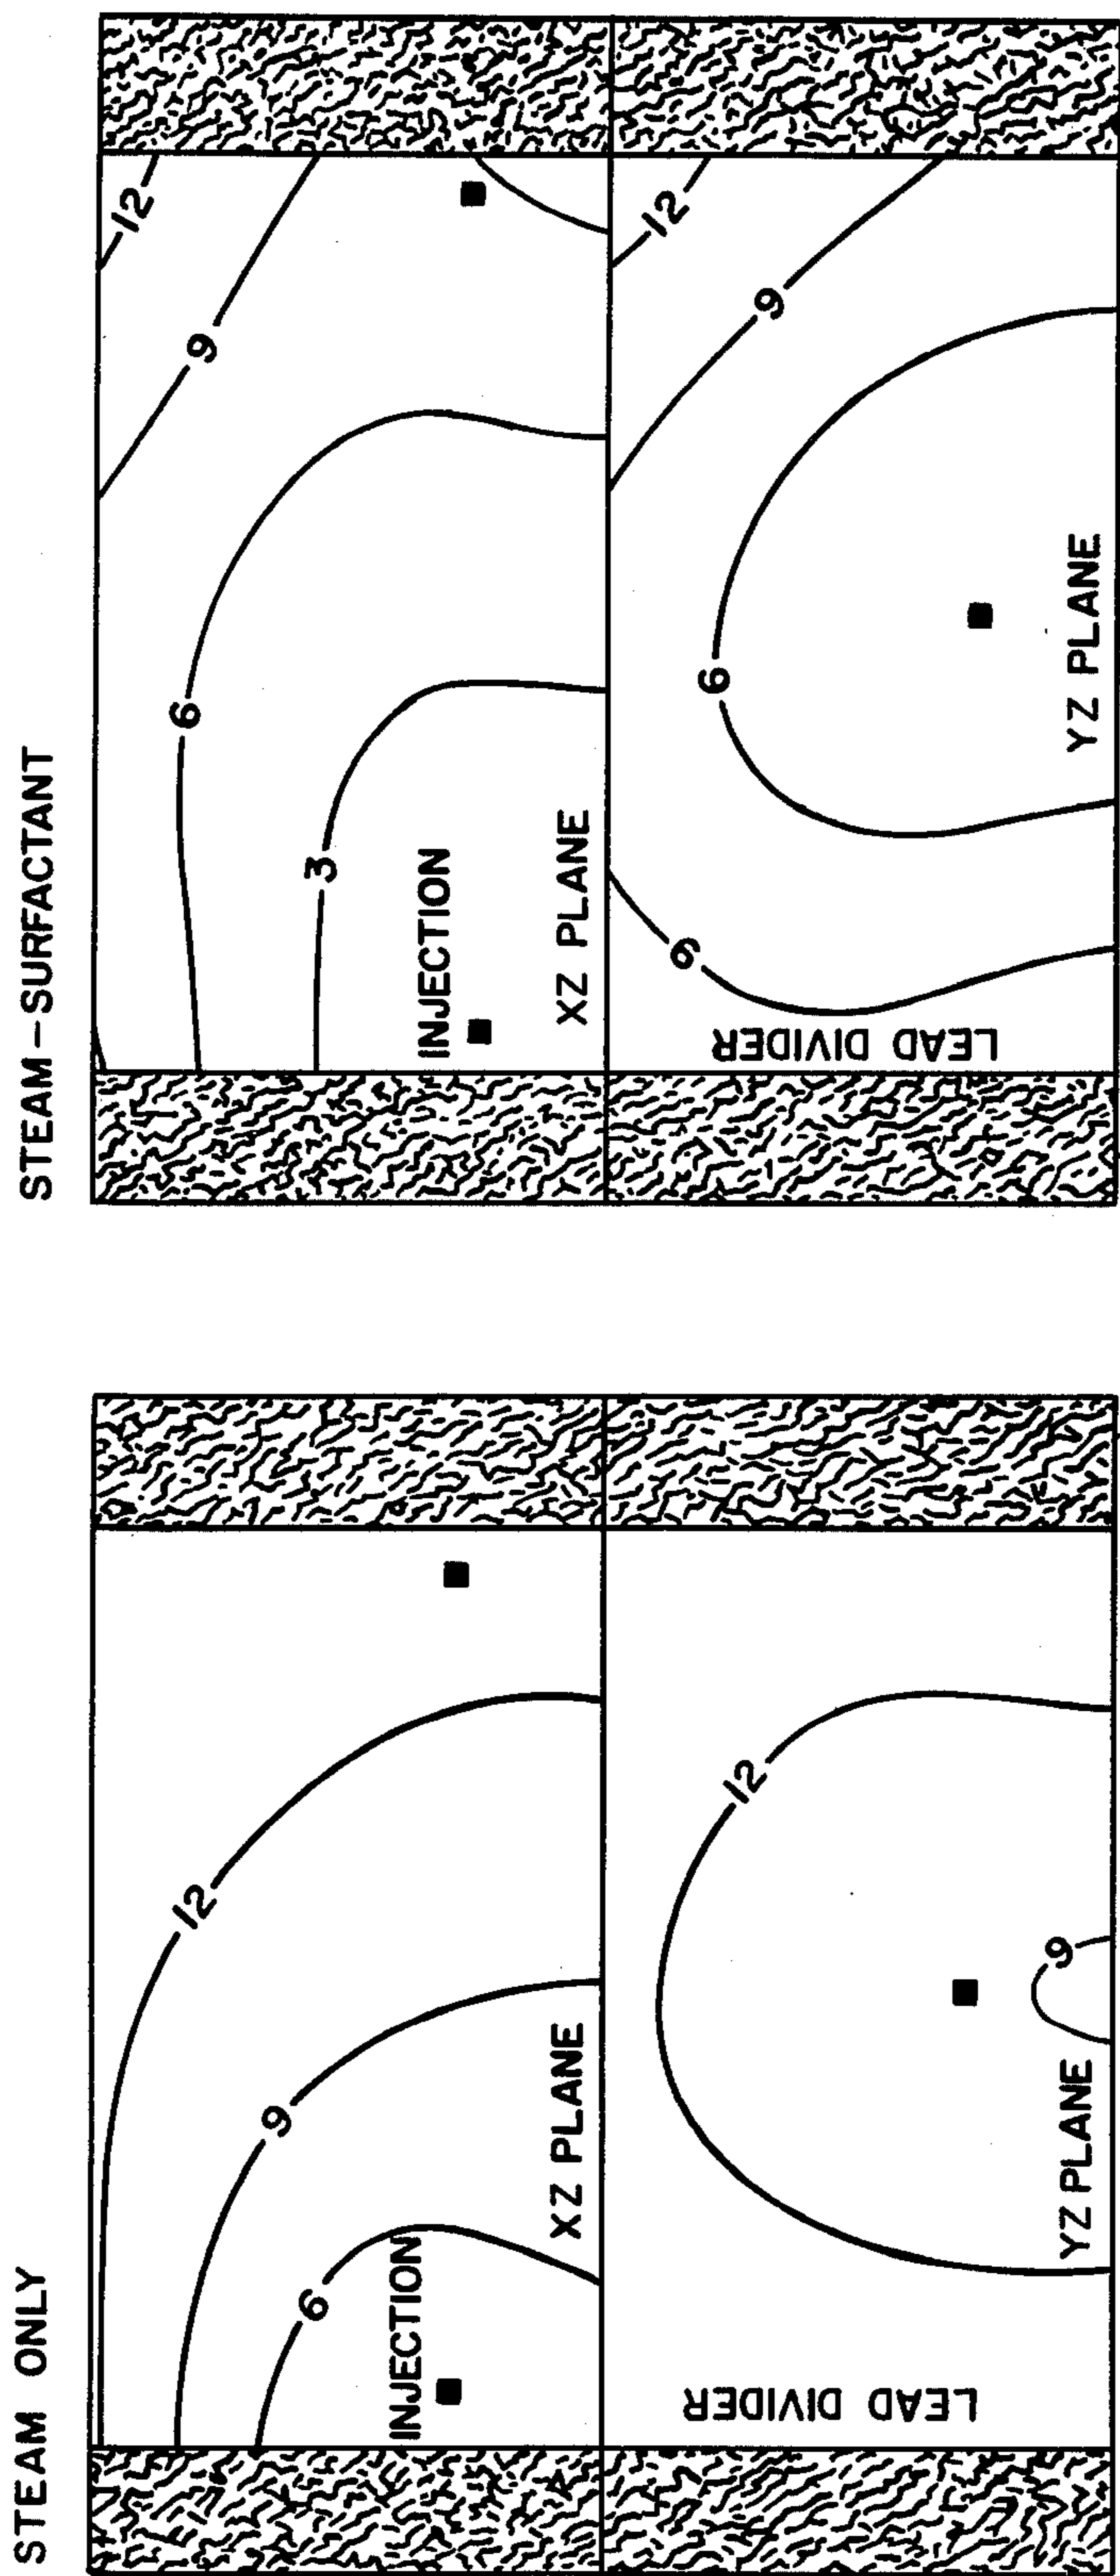 STEAM ONLY
12
9
6
INJECTION
XZ PLANE
12
9
LEAD DIVIDER
YZ PLANE
STEAM–SURFACTANT
12
9
6
3
INJECTION
XZ PLANE
12
9
6
9
LEAD DIVIDER
YZ PLANE